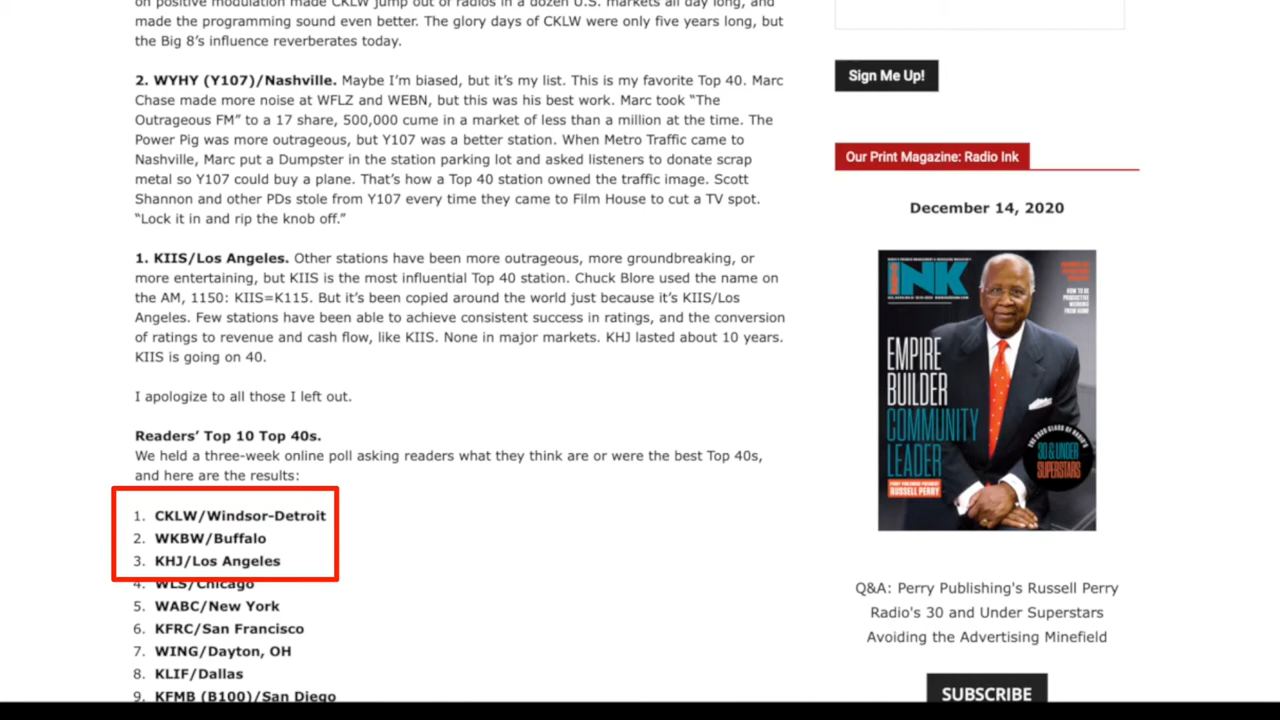 on positive modulation made CKLW jump out of radios in a dozen U.S. markets all day long, and
made the programming sound even better. The glory days of CKLW were only five years long, but
the Big 8’s influence reverberates today.
2. WYHY (Y107)/Nashville. Maybe I’m biased, but it’s my list. This is my favorite Top 40. Marc
Chase made more noise at WFLZ and WEBN, but this was his best work. Marc took “The
Outrageous FM” to a 17 share, 500,000 cume in a market of less than a million at the time. The
Power Pig was more outrageous, but Y107 was a better station. When Metro Traffic came to
Nashville, Marc put a Dumpster in the station parking lot and asked listeners to donate scrap
metal so Y107 could buy a plane. That’s how a Top 40 station owned the traffic image. Scott
Shannon and other PDs stole from Y107 every time they came to Film House to cut a TV spot.
“Lock it in and rip the knob off.”
1. KIIS/Los Angeles. Other stations have been more outrageous, more groundbreaking, or
more entertaining, but KIIS is the most influential Top 40 station. Chuck Blore used the name on
the AM, 1150: KIIS=K115. But it’s been copied around the world just because it’s KIIS/Los
Angeles. Few stations have been able to achieve consistent success in ratings, and the conversion
of ratings to revenue and cash flow, like KIIS. None in major markets. KHJ lasted about 10 years.
KIIS is going on 40.
I apologize to all those I left out.
Readers’ Top 10 Top 40s.
We held a three-week online poll asking readers what they think are or were the best Top 40s,
and here are the results:
1. CKLW/Windsor-Detroit
2. WKBW/Buffalo
3. KHJ/Los Angeles
4. WLS/Chicago
5. WABC/New York
6. KFRC/San Francisco
7. WING/Dayton, OH
8. KLIF/Dallas
9. KFMB (B100)/San Diego
Sign Me Up!
Our Print Magazine: Radio Ink
December 14, 2020
INK
HOW TO BE
PRODUCTIVE
WORKING
FROM HOME
EMPIRE
BUILDER
COMMUNITY
LEADER
PERRY PUBLISHING PRESIDENT
RUSSELL PERRY
30 & UNDER
SUPERSTARS
Q&A: Perry Publishing's Russell Perry
Radio's 30 and Under Superstars
Avoiding the Advertising Minefield
SUBSCRIBE